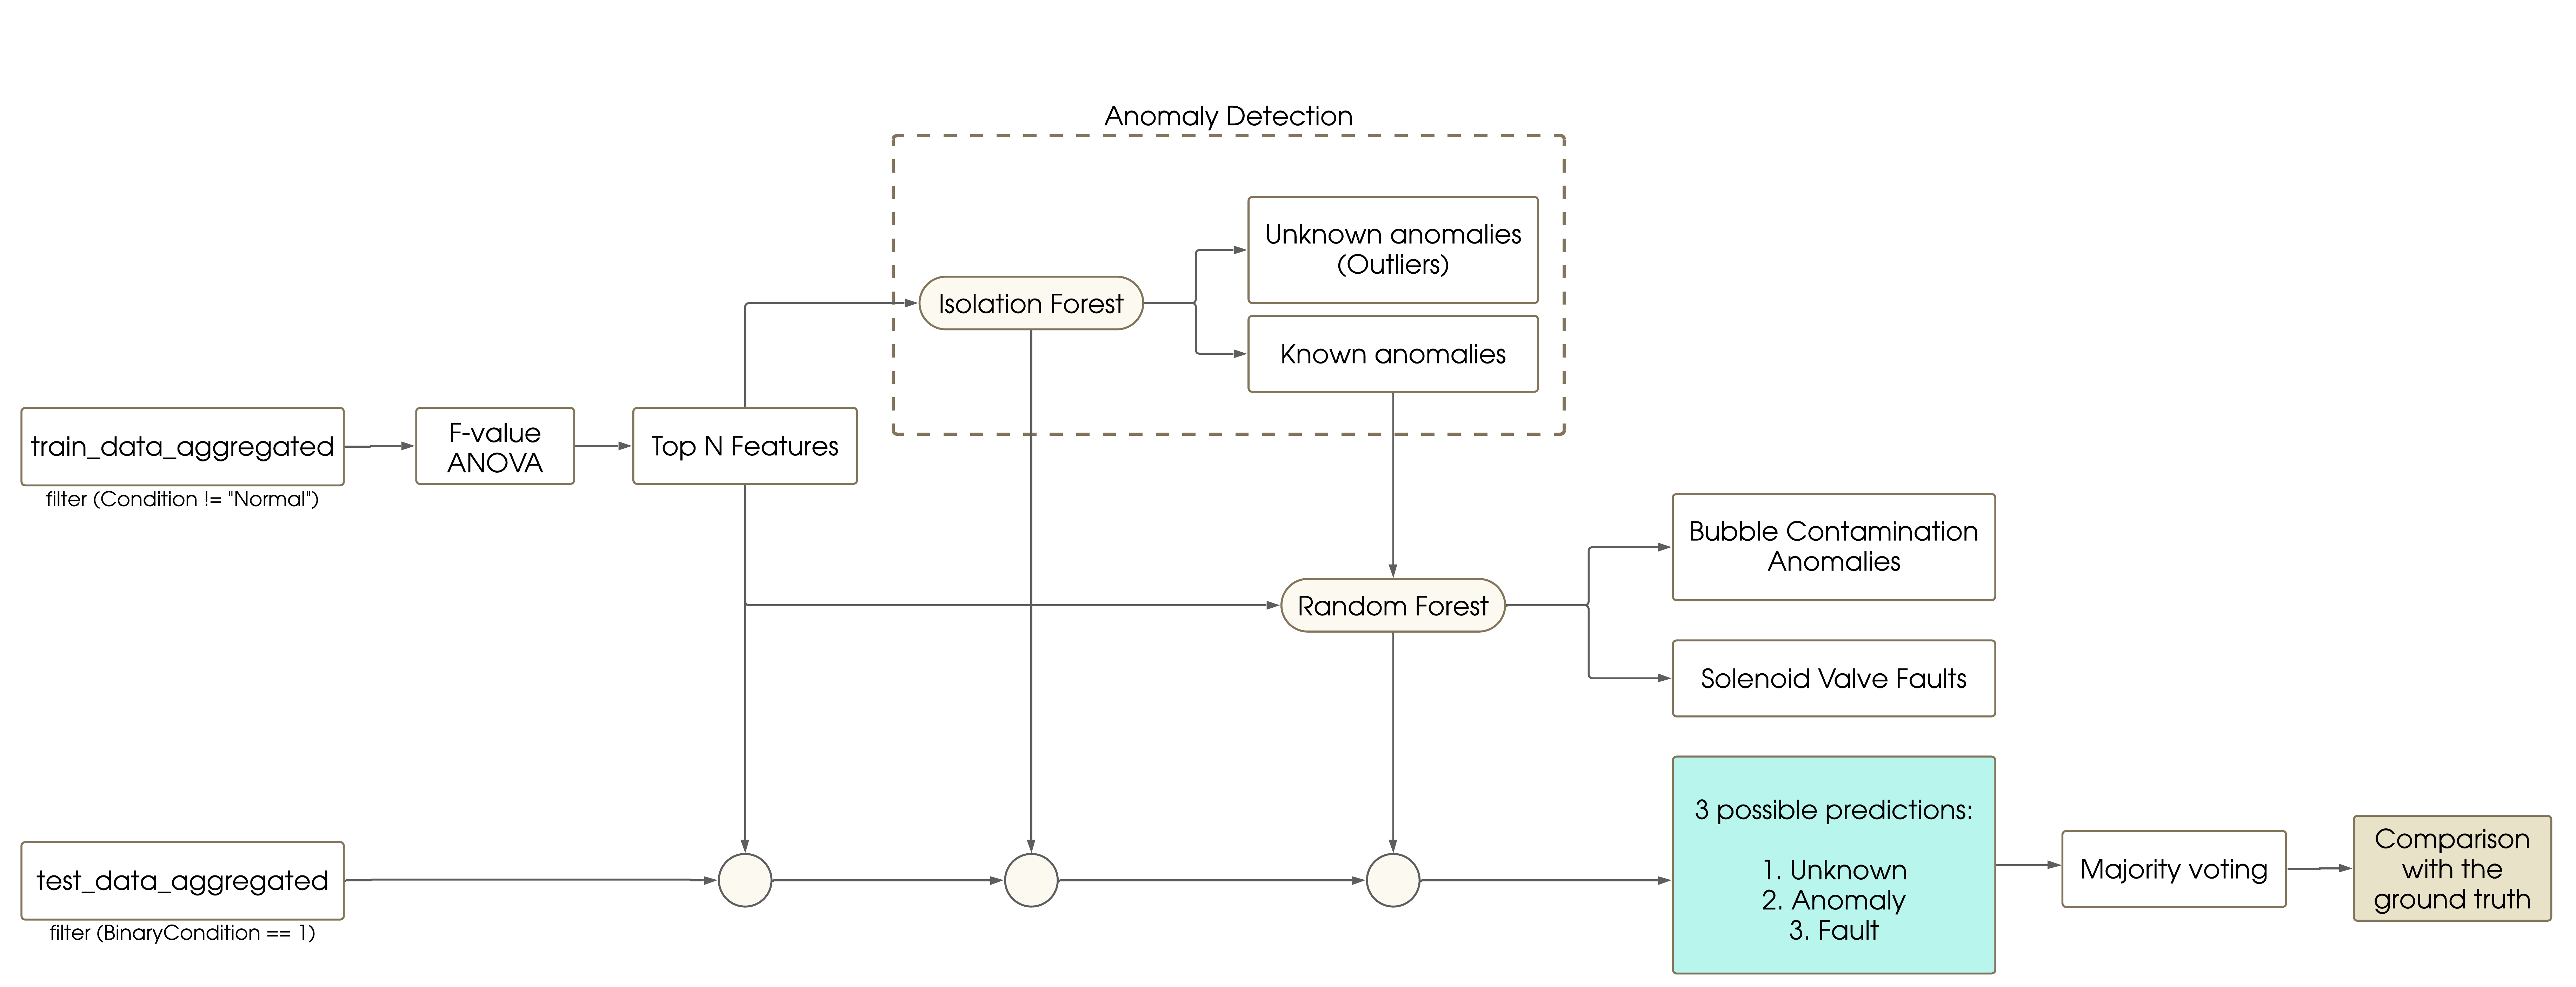 Anomaly Detection
Unknown anomalies
(Outliers)
Isolation Forest
Known anomalies
train_data_aggregated
filter (Condition != "Normal")
F-value
ANOVA
Top N Features
Bubble Contamination
Anomalies
Random Forest
Solenoid Valve Faults
test_data_aggregated
filter (BinaryCondition == 1)
3 possible predictions:
1. Unknown
2. Anomaly
3. Fault
Majority voting
Comparison
with the
ground truth